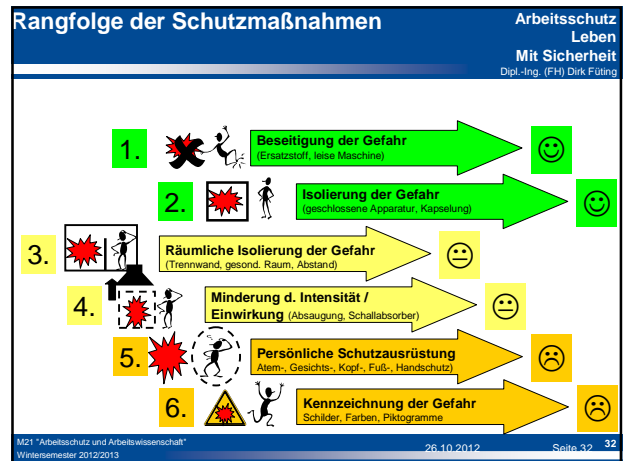 Rangfolge der Schutzmaßnahmen
Arbeitsschutz
Leben
Mit Sicherheit
Dipl.-Ing. (FH) Dirk Füting
1.
Beseitigung der Gefahr
(Ersatzstoff, leise Maschine)
2.
Isolierung der Gefahr
(geschlossene Apparatur, Kapselung)
3.
Räumliche Isolierung der Gefahr
(Trennwand, gesond. Raum, Abstand)
4.
Minderung d. Intensität /
Einwirkung (Absaugung, Schallabsorber)
5.
Persönliche Schutzausrüstung
Atem-, Gesichts-, Kopf-, Fuß-, Handschutz)
6.
Kennzeichnung der Gefahr
Schilder, Farben, Piktogramme
M21 "Arbeitsschutz und Arbeitswissenschaft"
Wintersemester 2012/2013
26.10.2012
Seite 32
32